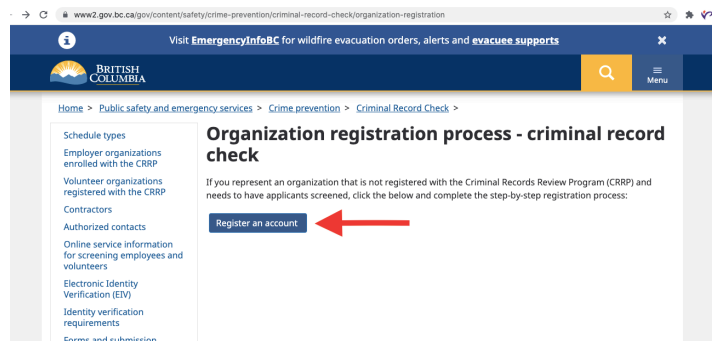 www2.gov.bc.ca/gov/content/safety/crime-prevention/criminal-record-check/organization-registration
Visit EmergencyInfoBC for wildfire evacuation orders, alerts and evacuee supports
BRITISH
COLUMBIA
Menu
Home > Public safety and emergency services > Crime prevention > Criminal Record Check >
Schedule types
Employer organizations
enrolled with the CRRP
Volunteer organizations
registered with the CRRP
Contractors
Authorized contacts
Online service information
for screening employees and
volunteers
Electronic Identity
Verification (EIV)
Identity verification
requirements
Forms and submission
Organization registration process - criminal record
check
If you represent an organization that is not registered with the Criminal Records Review Program (CRRP) and
needs to have applicants screened, click the below and complete the step-by-step registration process:
Register an account